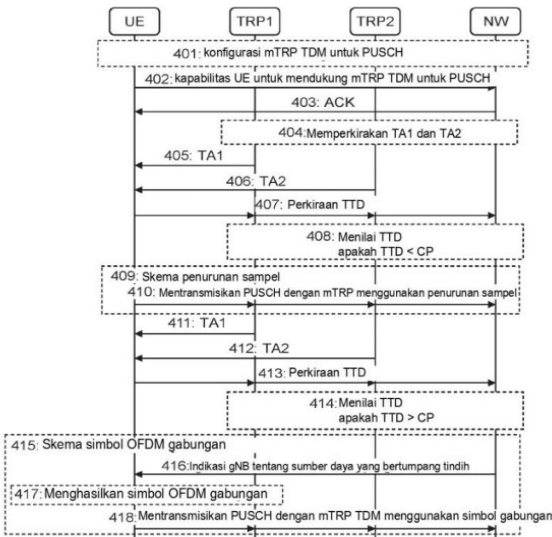 UE TRP1 TRP2 NW
401: konfigurasi mTRP TDM untuk PUSCH
402: kapabilitas UE untuk mendukung mTRP TDM untuk PUSCH
403: ACK
404: Memperkirakan TA1 dan TA2
405: TA1
406: TA2
407: Perkiraan TTD
408: Menilai TTD
apakah TTD < CP
409: Skema penurunan sampel
410: Mentransmisikan PUSCH dengan mTRP menggunakan penurunan sampel
411: TA1
412: TA2
413: Perkiraan TTD
414: Menilai TTD
apakah TTD > CP
415: Skema simbol OFDM gabungan
416: Indikasi gNB tentang sumber daya yang bertumpang tindih
417: Menghasilkan simbol OFDM gabungan
418: Mentransmisikan PUSCH dengan mTRP TDM menggunakan simbol gabungan